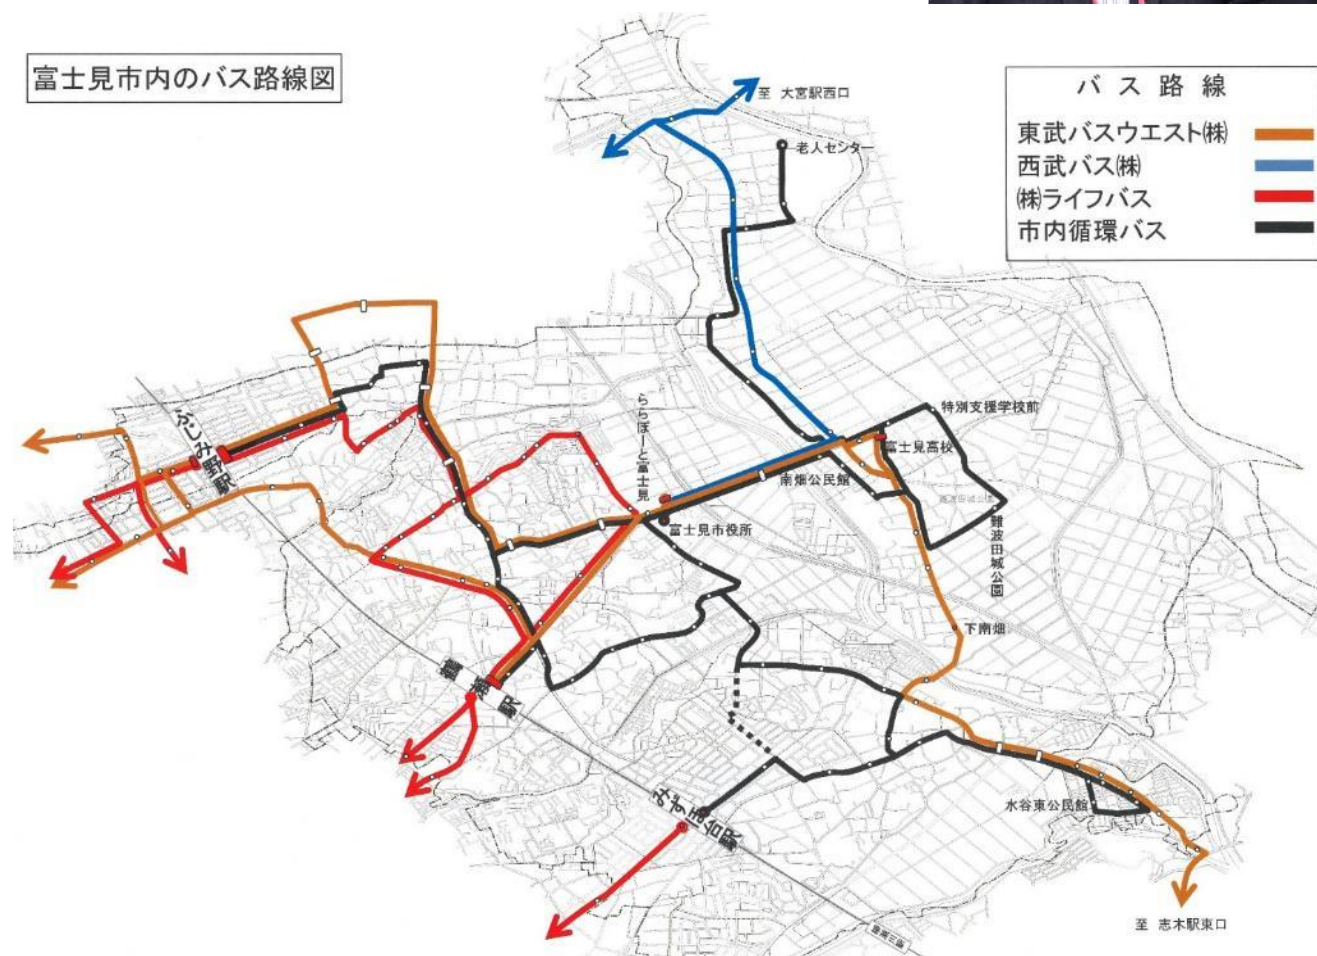 富士見市内のバス路線図
バス路線
東武バスウエスト(株)
西武バス(株)
(株)ライフバス
市内循環バス
至 大宮駅西口
老人センター
特別支援学校前
ふじみ野駅
ららぽーと富士見
富士見高校
南畑公民館
難波田城公園
富士見市役所
難波田城公園
下南畑
鶴瀬駅
みずほ台駅
水谷東公民館
至 志木駅東口